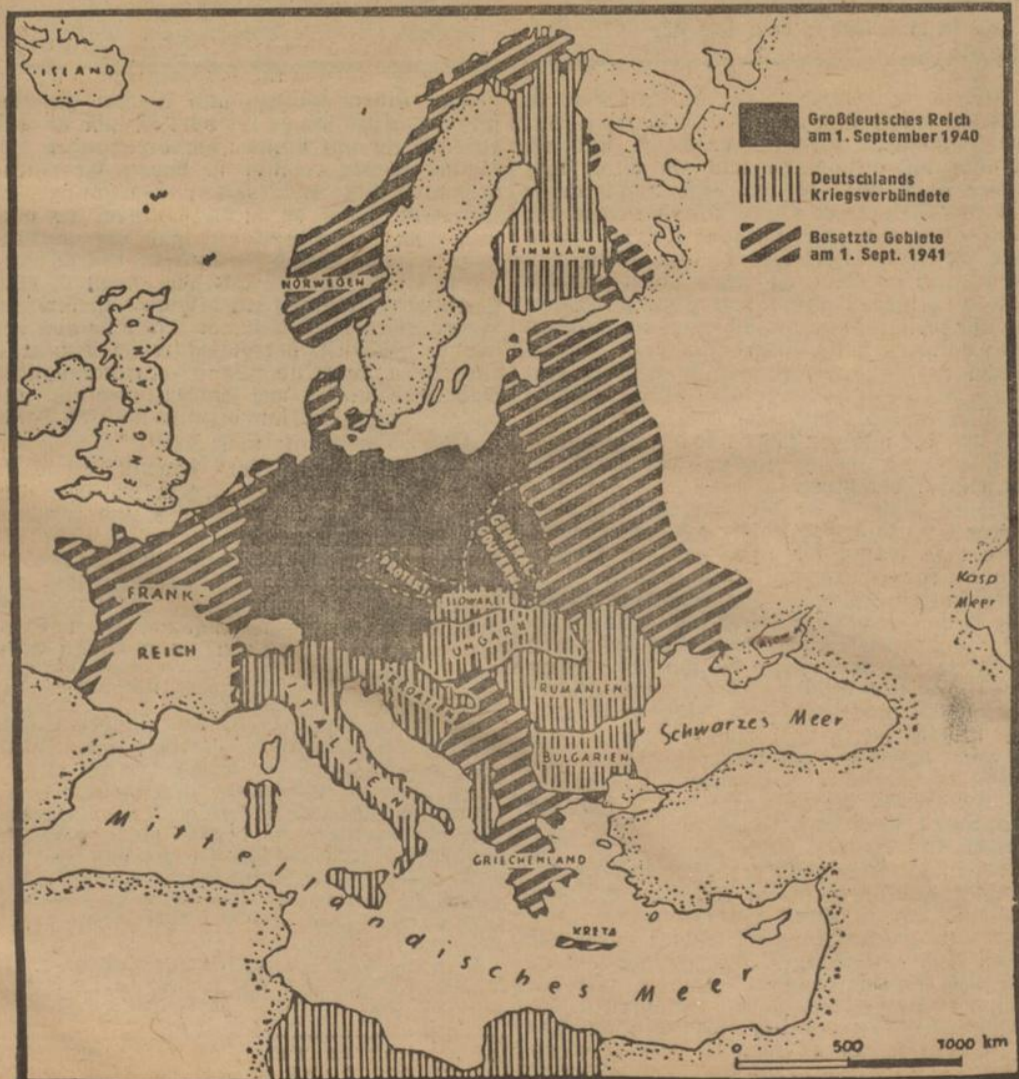 ISLAND
Großdeutsches Reich
am 1. September 1940
Deutschlands
Kriegsverbündete
Besetzte Gebiete
am 1. Sept. 1941
FINNLAND
NORWEGEN
ENGLAND
GENERAL-
GOUVERN.
PROTEKT.
SLOWAKEI
UNGARN
FRANK-
REICH
Kasp
Meer
Krim
KROATIEN
RUMÄNIEN
ITALIEN
Schwarzes Meer
BULGARIEN
Mittelländisches Meer
GRIECHENLAND
KRETA
0 500 1000 km